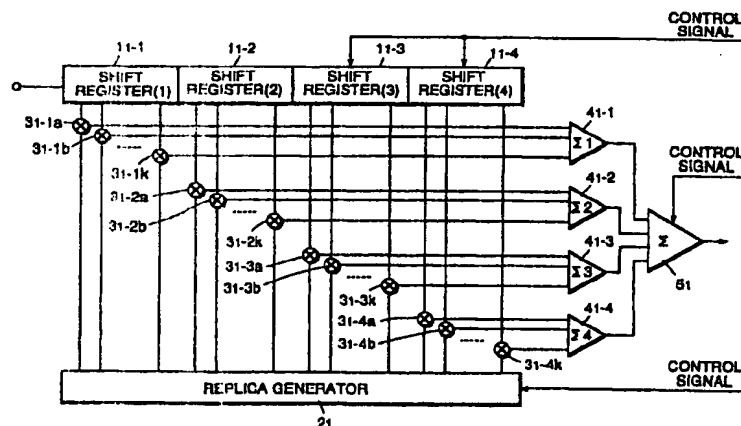 CONTROL
SIGNAL
11-1
11-2
11-3
11-4
SHIFT
REGISTER(1)
SHIFT
REGISTER(2)
SHIFT
REGISTER(3)
SHIFT
REGISTER(4)
31-1a
31-1b
31-1k
41-1
Σ1
CONTROL
SIGNAL
31-2a
31-2b
31-2k
41-2
Σ2
Σ
51
31-3a
31-3b
31-3k
41-3
Σ3
31-4a
31-4b
31-4k
41-4
Σ4
CONTROL
SIGNAL
REPLICA GENERATOR
21